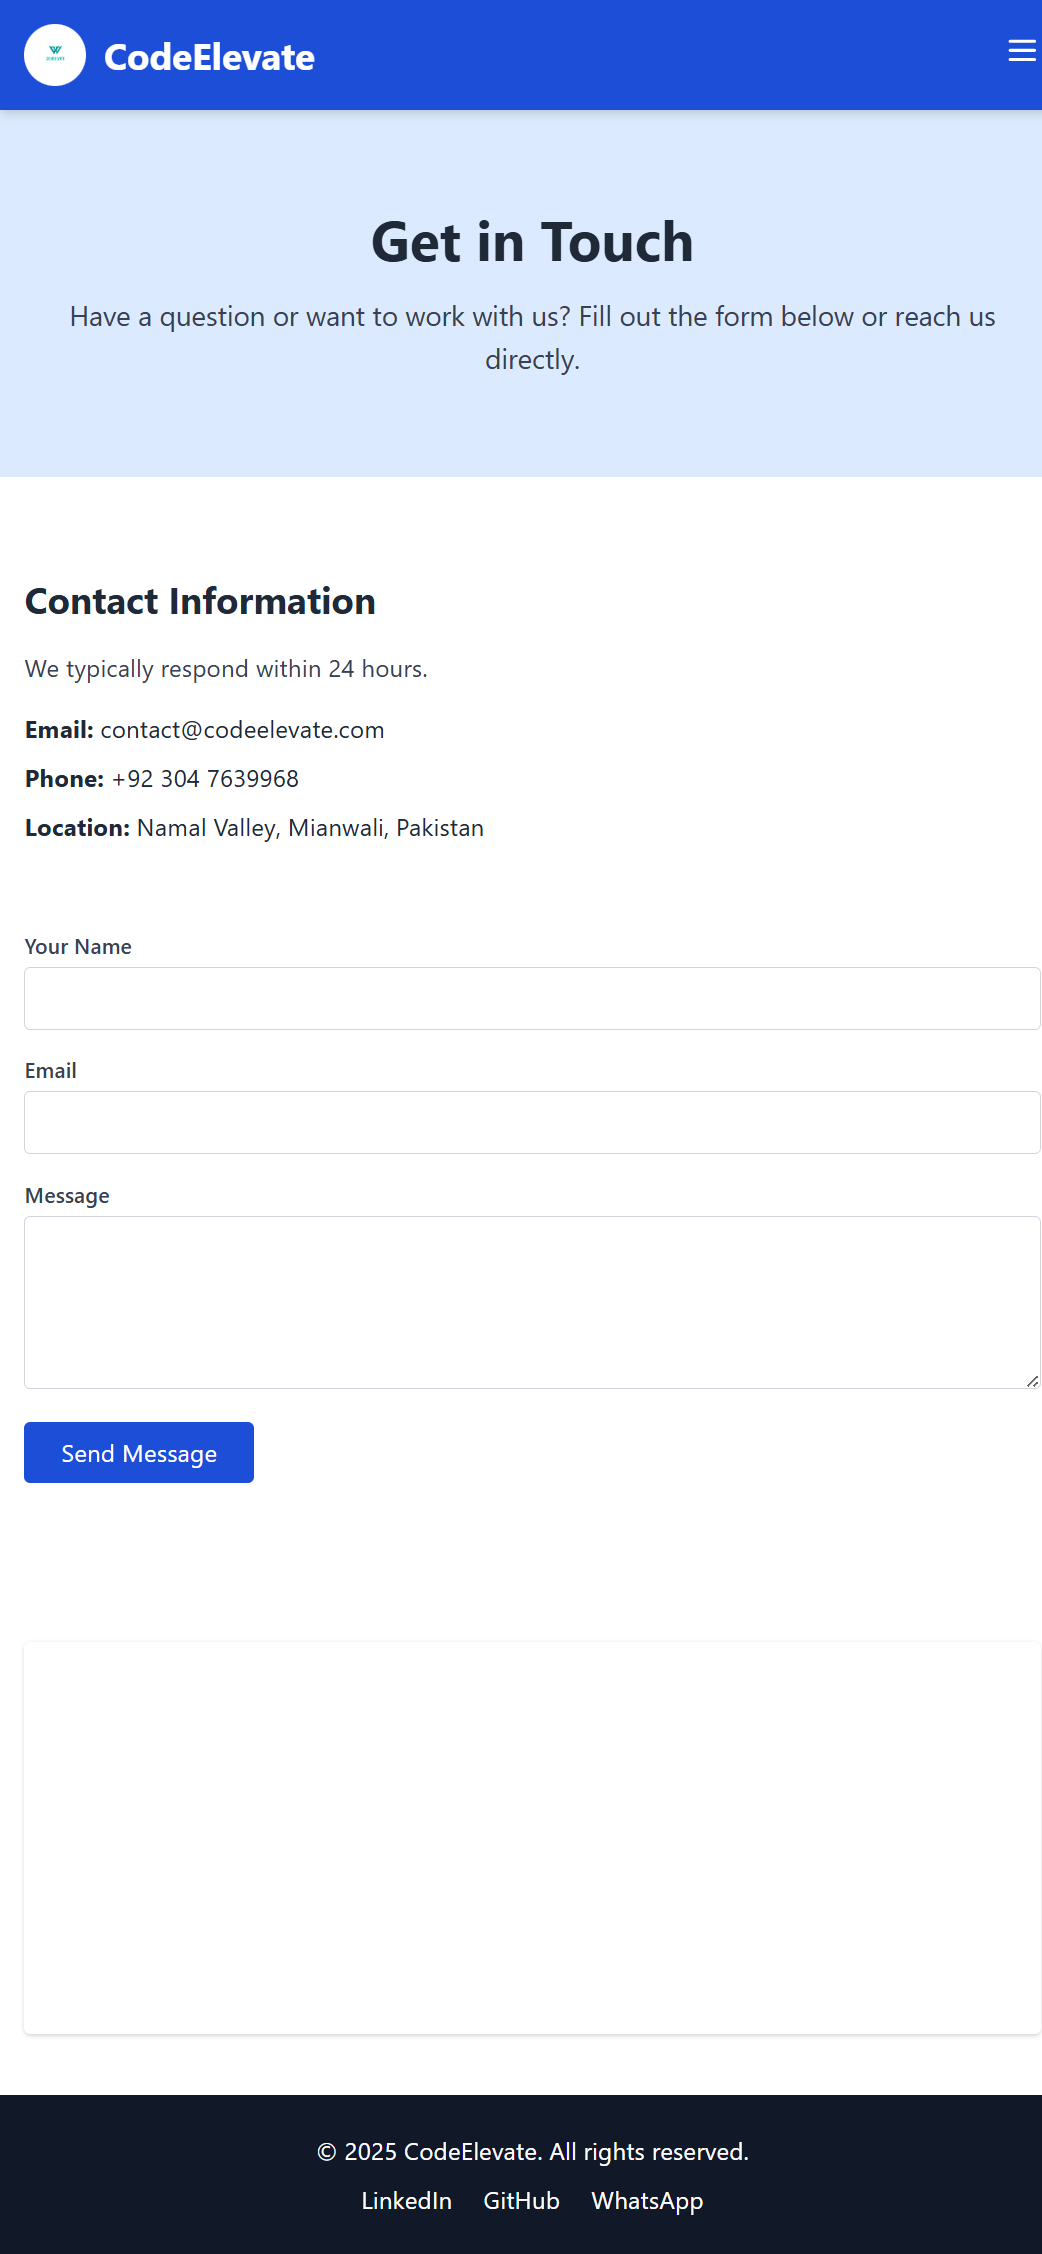 CodeElevate
Get in Touch
Have a question or want to work with us? Fill out the form below or reach us
directly.
Contact Information
We typically respond within 24 hours.
Email: contact@codeelevate.com
Phone: +92 304 7639968
Location: Namal Valley, Mianwali, Pakistan
Your Name
Email
Message
Send Message
© 2025 CodeElevate. All rights reserved.
LinkedIn GitHub WhatsApp